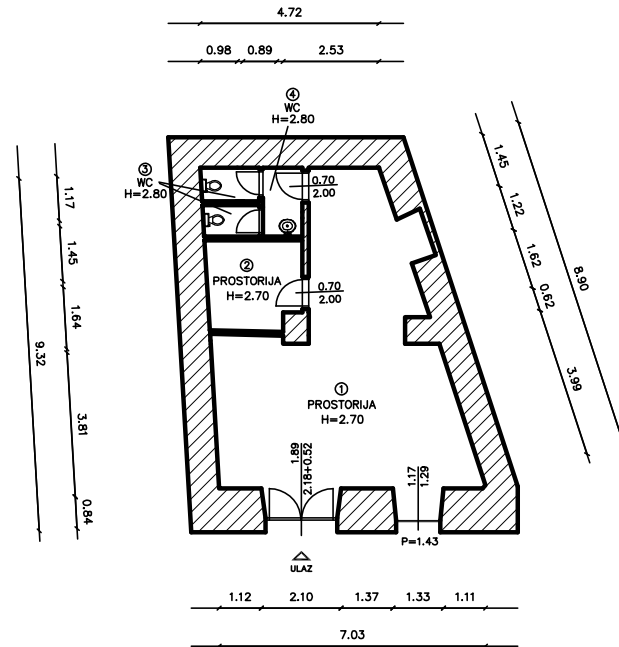 4.72
0.98 0.89 2.53
④
WC
H=2.80
③
WC
H=2.80
0.70
2.00
②
PROSTORIJA
H=2.70
0.70
2.00
①
PROSTORIJA
H=2.70
1.89
2.18+0.52
1.17
1.29
P=1.43
ULAZ
1.17
1.45
1.64
3.81
0.84
9.32
1.45
1.22
1.62
0.62
3.99
8.90
1.12 2.10 1.37 1.33 1.11
7.03